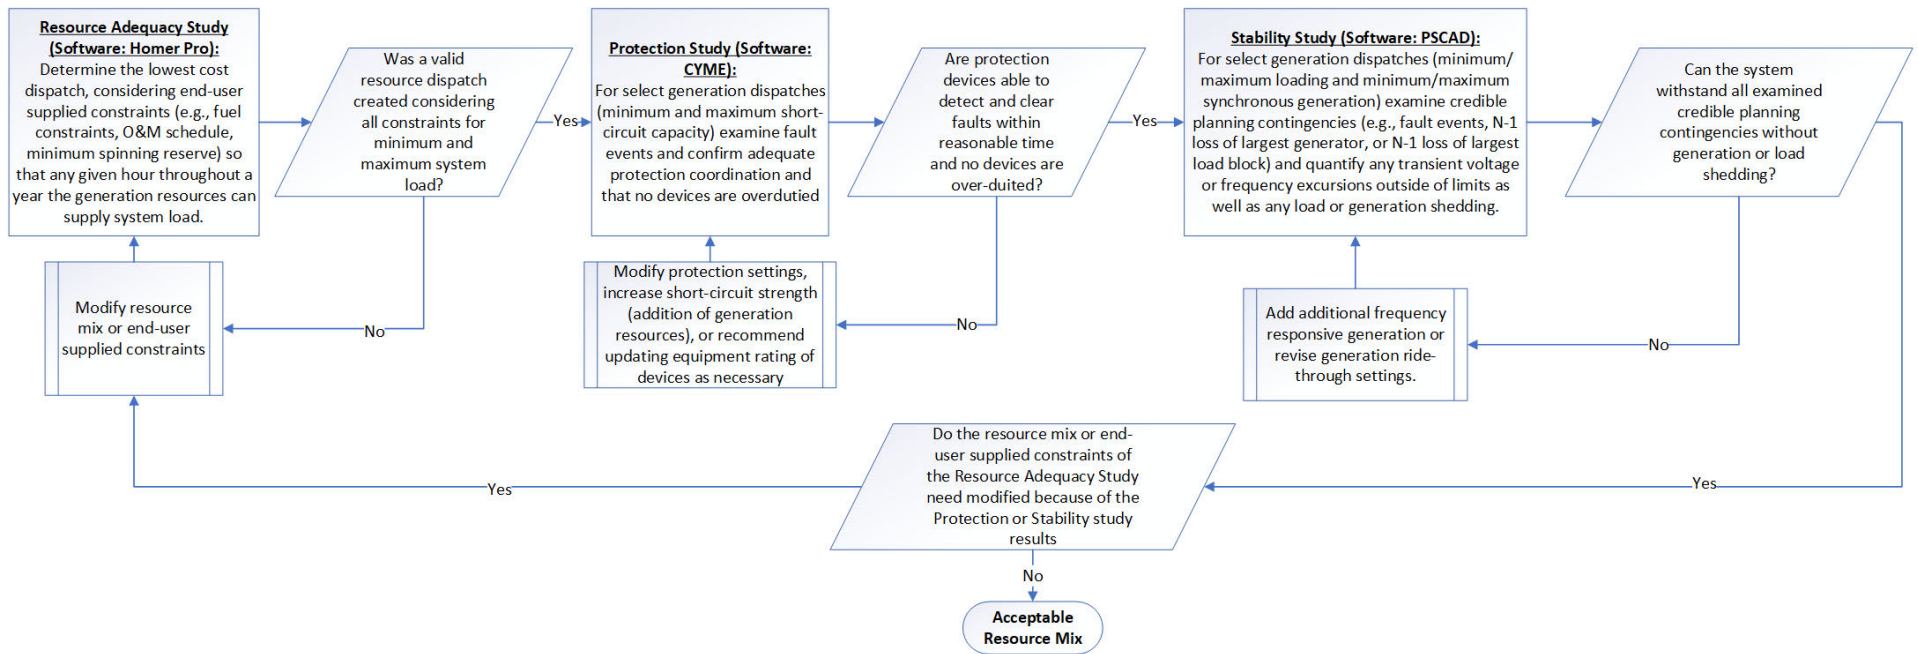 Resource Adequacy Study
(Software: Homer Pro):
Determine the lowest cost
dispatch, considering end-user
supplied constraints (e.g., fuel
constraints, O&M schedule,
minimum spinning reserve) so
that any given hour throughout a
year the generation resources can
supply system load.
Was a valid
resource dispatch
created considering
all constraints for
minimum and
maximum system
load?
Yes
Protection Study (Software:
CYME):
For select generation dispatches
(minimum and maximum short-
circuit capacity) examine fault
events and confirm adequate
protection coordination and
that no devices are overdutied
Are protection
devices able to
detect and clear
faults within
reasonable time
and no devices are
over-duited?
Yes
Stability Study (Software: PSCAD):
For select generation dispatches (minimum/
maximum loading and minimum/maximum
synchronous generation) examine credible
planning contingencies (e.g., fault events, N-1
loss of largest generator, or N-1 loss of largest
load block) and quantify any transient voltage
or frequency excursions outside of limits as
well as any load or generation shedding.
Can the system
withstand all examined
credible planning
contingencies without
generation or load
shedding?
Modify resource
mix or end-user
supplied constraints
No
Modify protection settings,
increase short-circuit strength
(addition of generation
resources), or recommend
updating equipment rating of
devices as necessary
No
Add additional frequency
responsive generation or
revise generation ride-
through settings.
No
Yes
Do the resource mix or end-
user supplied constraints of
the Resource Adequacy Study
need modified because of the
Protection or Stability study
results
Yes
No
Acceptable
Resource Mix